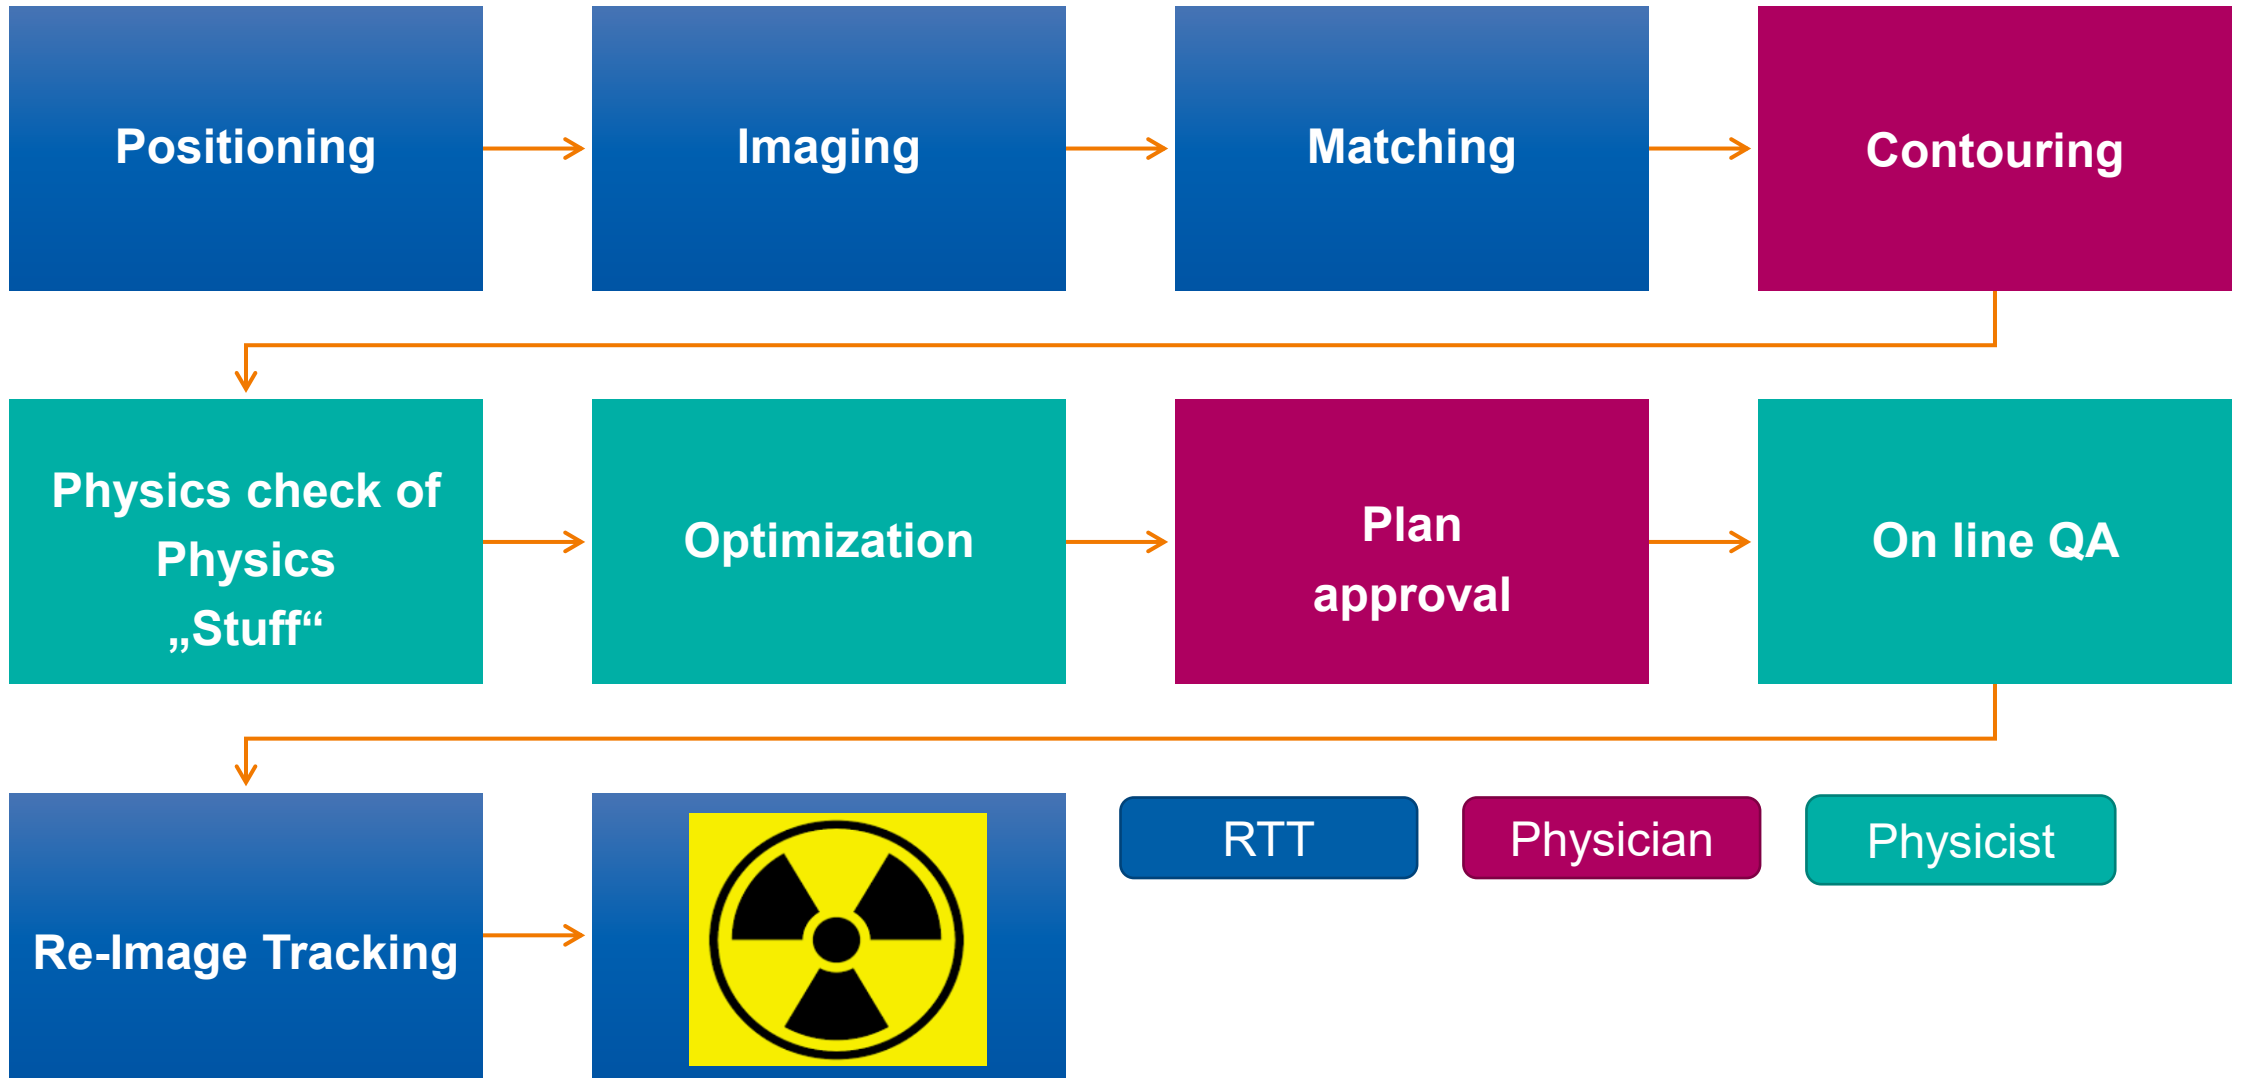 Positioning
Imaging
Matching
Contouring
Physics check of
Physics
„Stuff“
Optimization
Plan
approval
On line QA
Re-Image Tracking
RTT
Physician
Physicist